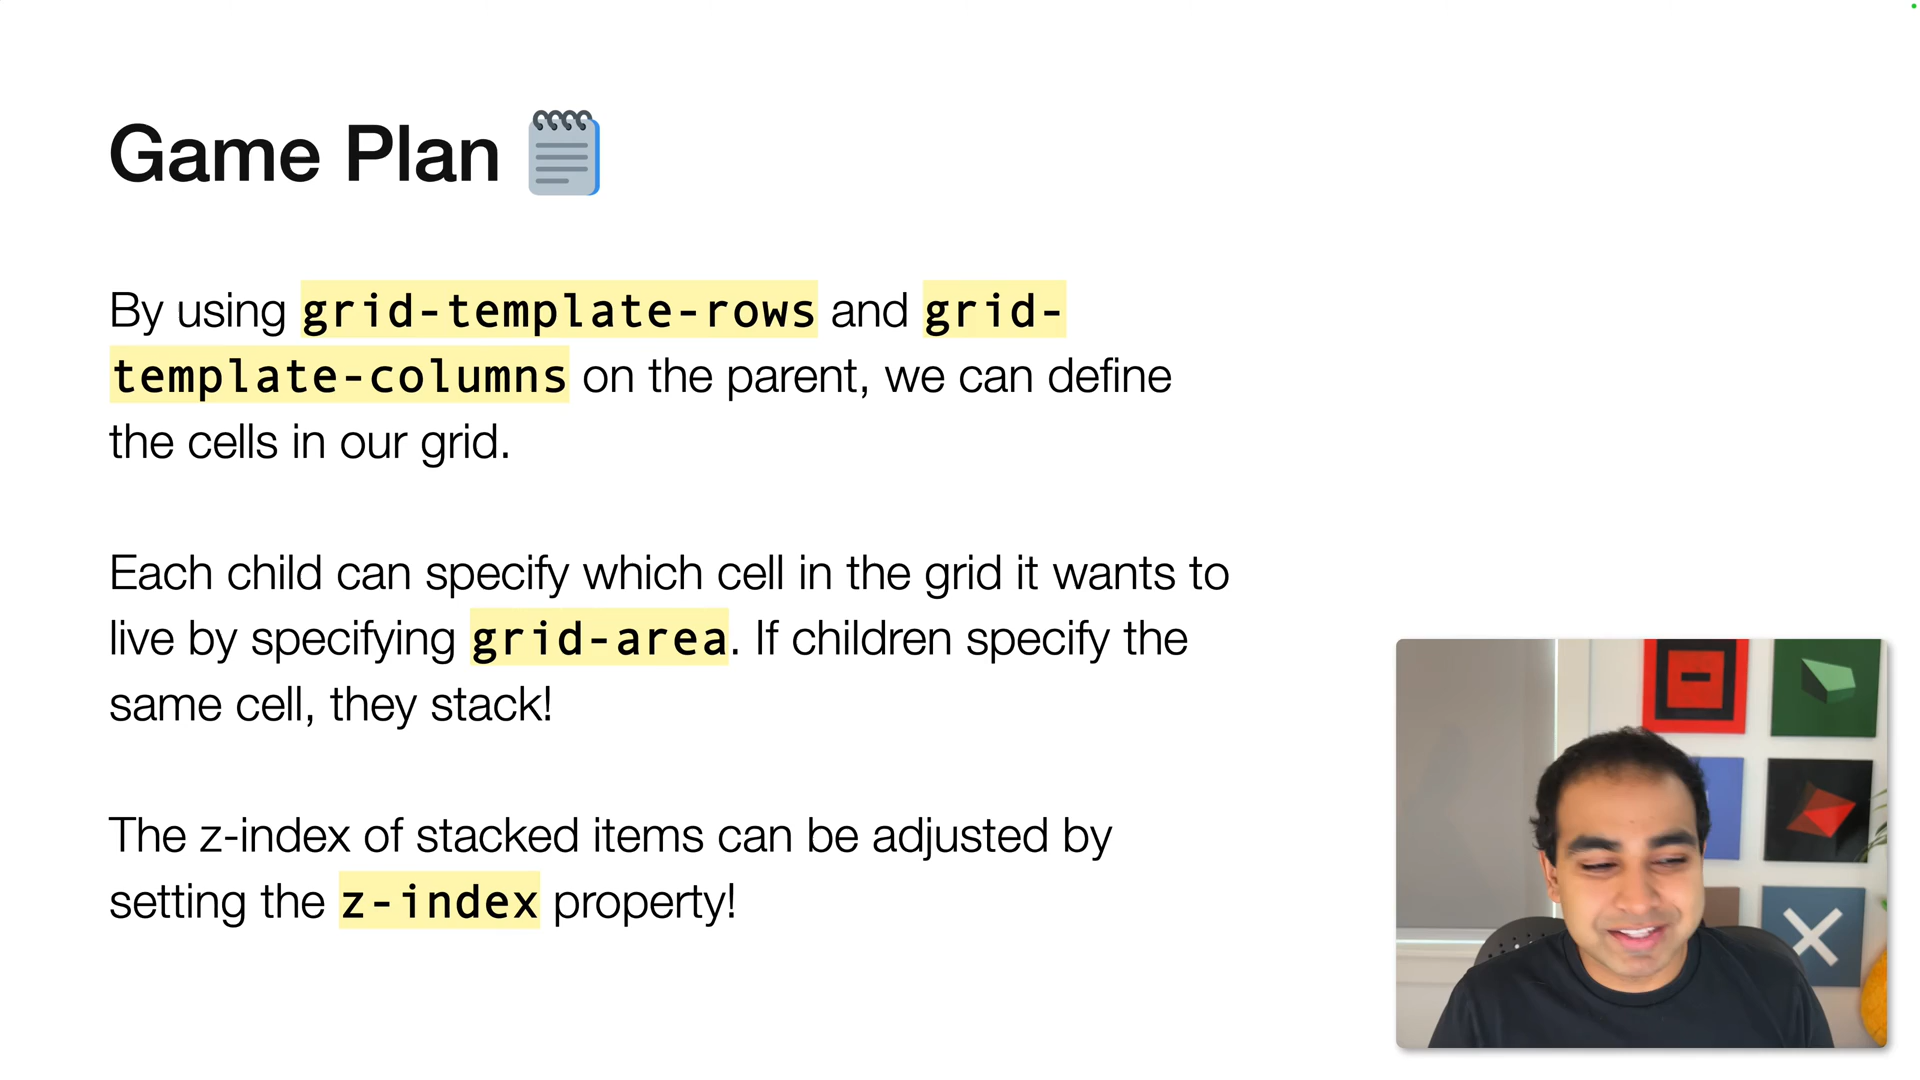 Game Plan
By using grid-template-rows and grid-
template-columns on the parent, we can define
the cells in our grid.
Each child can specify which cell in the grid it wants to
live by specifying grid-area. If children specify the
same cell, they stack!
The z-index of stacked items can be adjusted by
setting the z-index property!